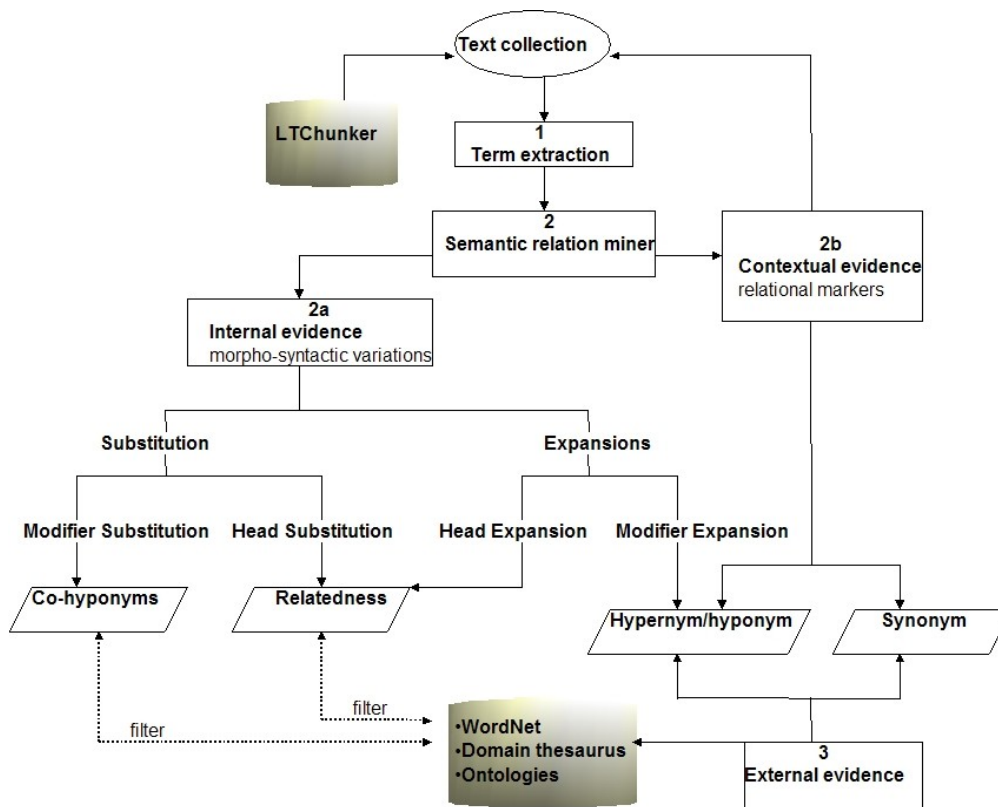 Text collection
LTChunker
1
Term extraction
2
Semantic relation miner
2b
Contextual evidence
relational markers
2a
Internal evidence
morpho-syntactic variations
Substitution
Expansions
Modifier Substitution
Head Substitution
Head Expansion
Modifier Expansion
Co-hyponyms
Relatedness
Hypernym/hyponym
Synonym
filter
filter
•WordNet
•Domain thesaurus
•Ontologies
3
External evidence